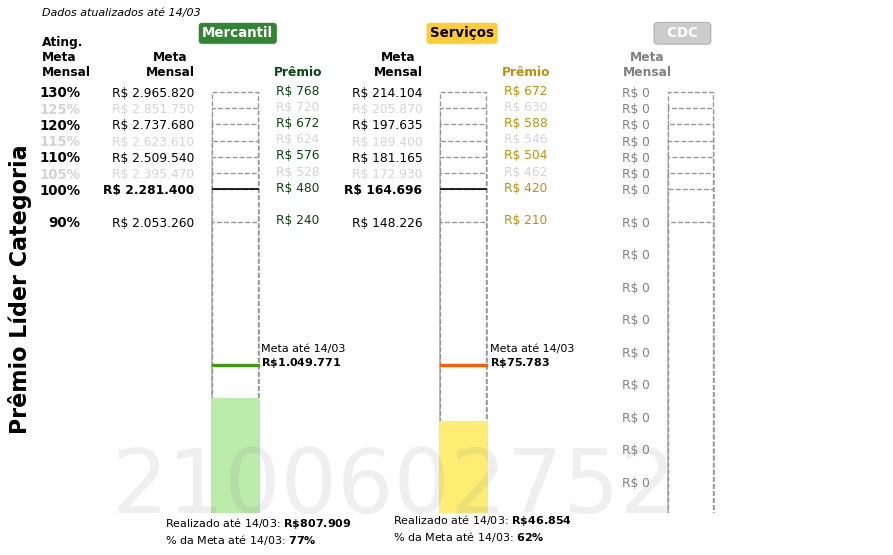 Dados atualizados até 14/03
Mercantil Serviços CDC
Ating. Meta Mensal Meta Mensal Prêmio Meta Mensal Prêmio Meta Mensal
130% R$ 2.965.820 R$ 768 R$ 214.104 R$ 672 R$ 0
125% R$ 2.851.750 R$ 720 R$ 205.870 R$ 630 R$ 0
120% R$ 2.737.680 R$ 672 R$ 197.635 R$ 588 R$ 0
115% R$ 2.623.610 R$ 624 R$ 189.400 R$ 546 R$ 0
110% R$ 2.509.540 R$ 576 R$ 181.165 R$ 504 R$ 0
105% R$ 2.395.470 R$ 528 R$ 172.930 R$ 462 R$ 0
100% R$ 2.281.400 R$ 480 R$ 164.696 R$ 420 R$ 0
90% R$ 2.053.260 R$ 240 R$ 148.226 R$ 210 R$ 0
R$ 0
R$ 0
R$ 0
Meta até 14/03 Meta até 14/03
R$1.049.771 R$75.783 R$ 0
R$ 0
R$ 0
R$ 0
R$ 0
Prêmio Líder Categoria
2100602752
Realizado até 14/03: R$807.909 Realizado até 14/03: R$46.854
% da Meta até 14/03: 77% % da Meta até 14/03: 62%